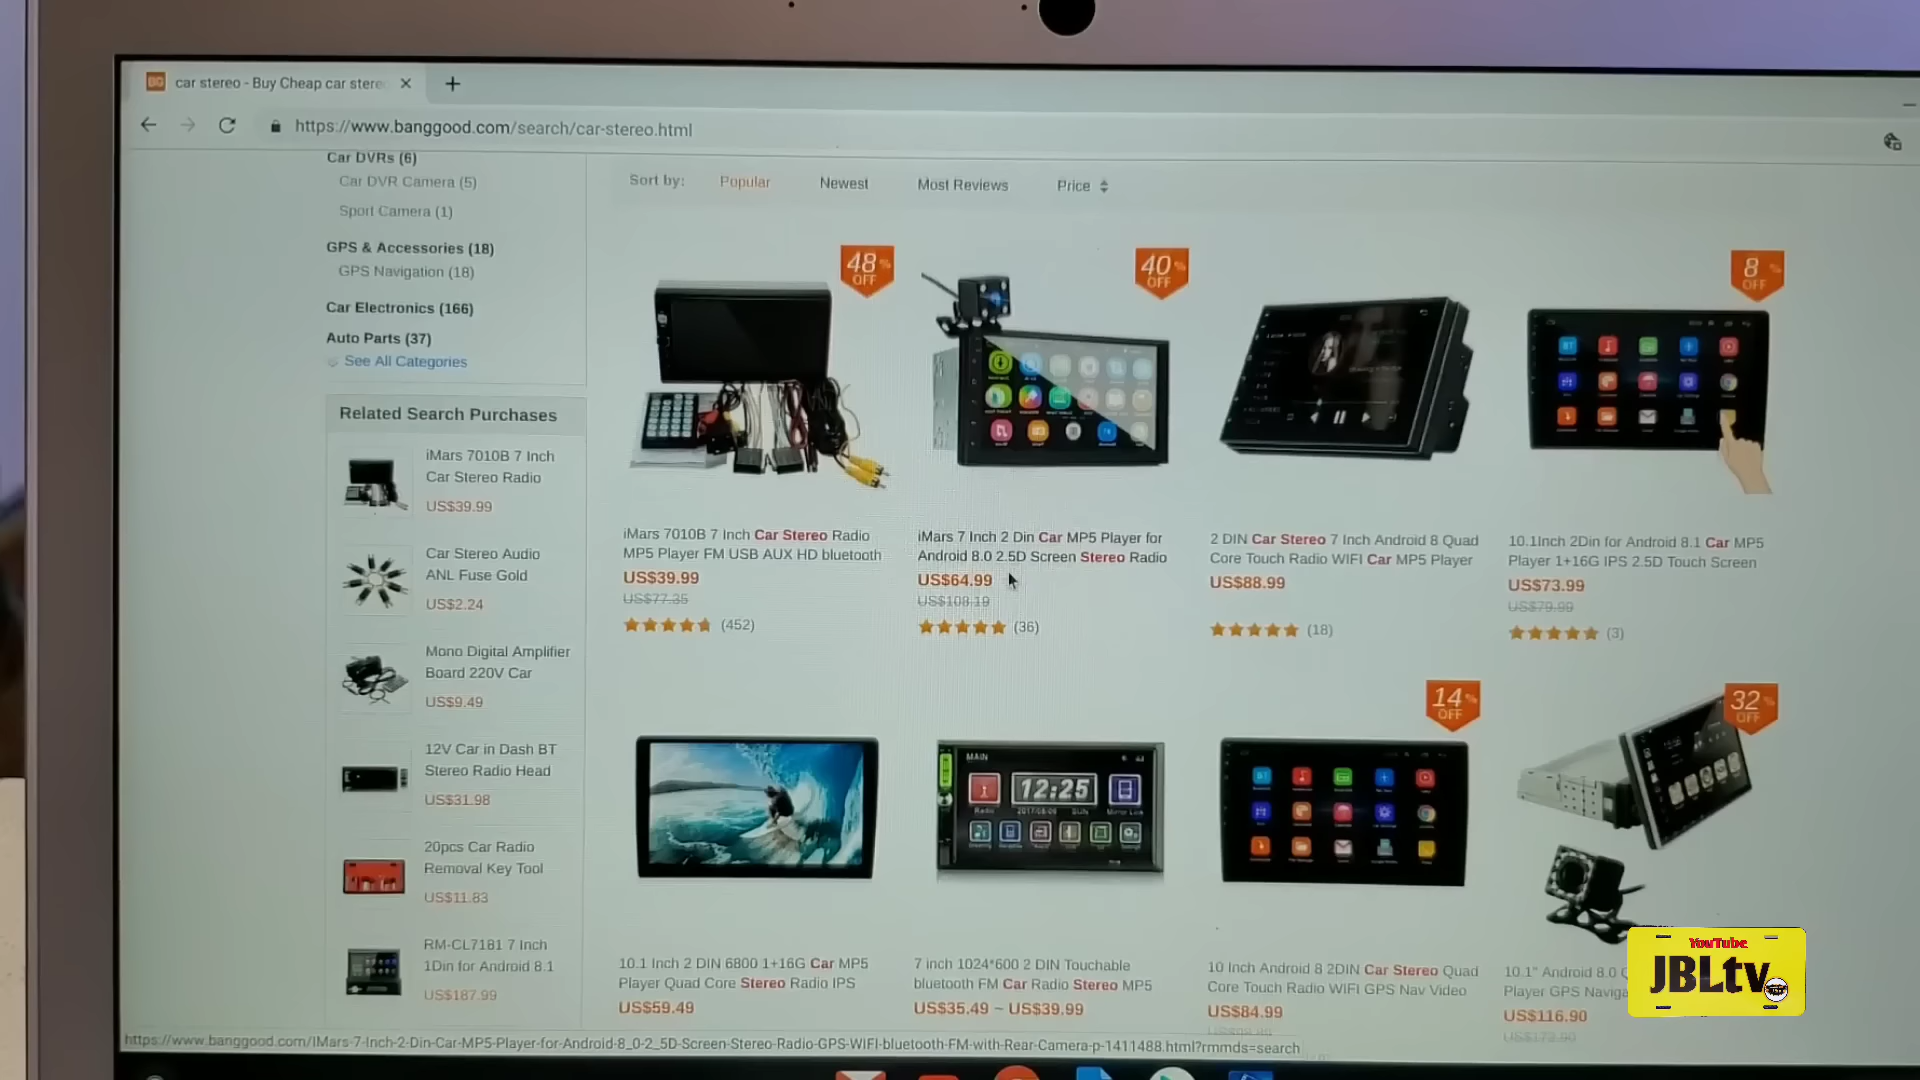 car stereo - Buy Cheap car stere
https://www.banggood.com/search/car-stereo.html
Car DVRs (6)
Car DVR Camera (5)
Sport Camera (1)
GPS & Accessories (18)
GPS Navigation (18)
Car Electronics (166)
Auto Parts (37)
See All Categories
Related Search Purchases
iMars 7010B 7 Inch
Car Stereo Radio
US$39.99
Car Stereo Audio
ANL Fuse Gold
US$2.24
Mono Digital Amplifier
Board 220V Car
US$9.49
12V Car in Dash BT
Stereo Radio Head
US$31.98
20pcs Car Radio
Removal Key Tool
US$11.83
RM-CL7181 7 Inch
1Din for Android 8.1
US$187.99
Sort by: Popular Newest Most Reviews Price
48% OFF
iMars 7010B 7 Inch Car Stereo Radio
MP5 Player FM USB AUX HD bluetooth
US$39.99
US$77.35
(452)
40% OFF
iMars 7 Inch 2 Din Car MP5 Player for
Android 8.0 2.5D Screen Stereo Radio
US$64.99
US$108.19
(36)
2 DIN Car Stereo 7 Inch Android 8 Quad
Core Touch Radio WIFI Car MP5 Player
US$88.99
(18)
8% OFF
10.1Inch 2Din for Android 8.1 Car MP5
Player 1+16G IPS 2.5D Touch Screen
US$73.99
US$79.99
(3)
10.1 Inch 2 DIN 6800 1+16G Car MP5
Player Quad Core Stereo Radio IPS
US$59.49
MAIN
12:25
Radio
SUN
Mirror Link
7 inch 1024*600 2 DIN Touchable
bluetooth FM Car Radio Stereo MP5
US$35.49 ~ US$39.99
14% OFF
10 Inch Android 8 2DIN Car Stereo Quad
Core Touch Radio WIFI GPS Nav Video
US$84.99
32% OFF
10.1" Android 8.0 Q
Player GPS Naviga
US$116.90
YouTube
JBLtv
https://www.banggood.com/IMars-7-Inch-2-Din-Car-MP5-Player-for-Android-8_0-2_5D-Screen-Stereo-Radio-GPS-WIFI-bluetooth-FM-with-Rear-Camera-p-1411488.html?rmmds=search